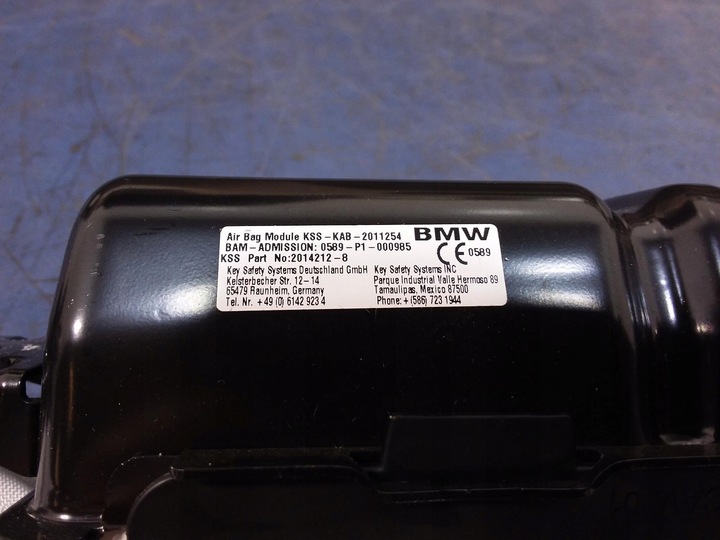 Air Bag Module KSS-KAB-2011254 BMW
BAM-ADMISSION: 0589-P1-000985
KSS Part No:2014212-8 CE 0589
Key Safety Systems Deutschland GmbH
Kelsterbecher Str. 12-14
65479 Raunheim, Germany
Tel. Nr. +49 (0) 6142 923 4
Key Safety Systems INC
Parque Industrial Valle Hermoso 89
Tamaulipas, Mexico 87500
Phone: + (586) 723 1944